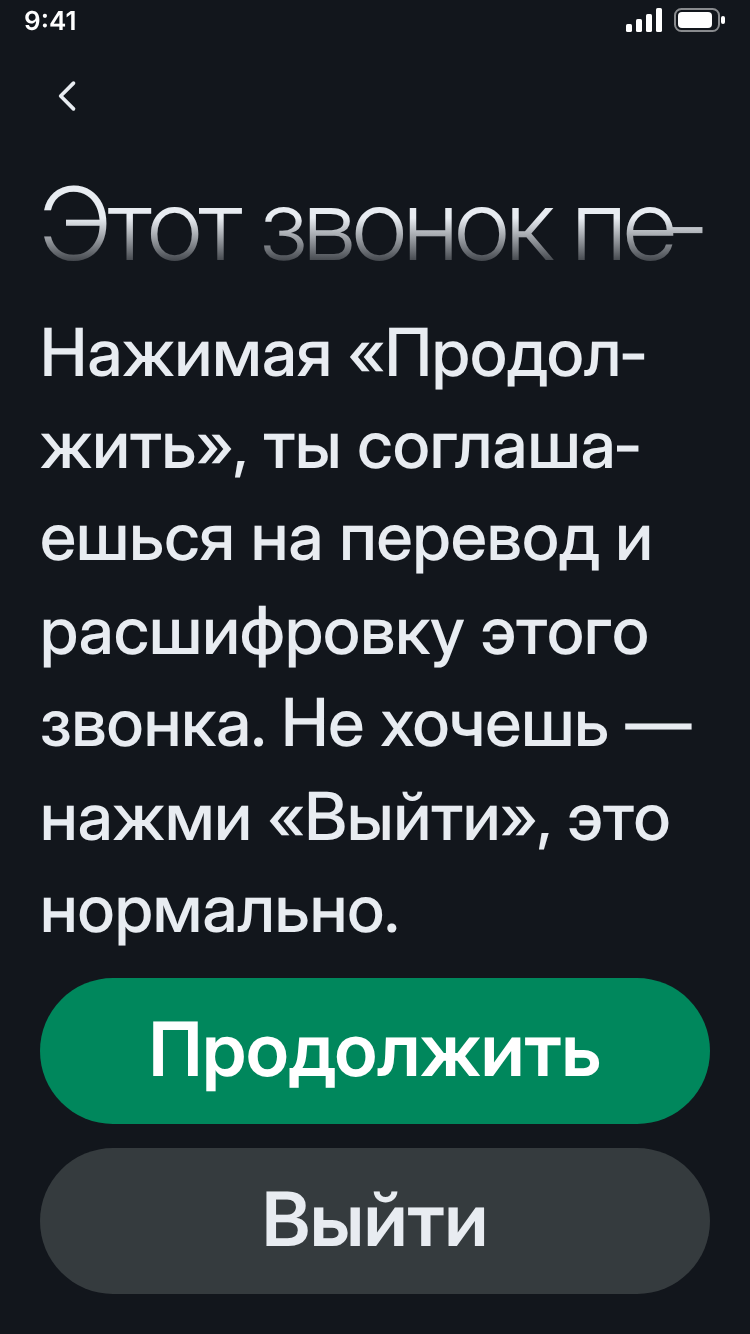 9:41
Этот звонок пе-
Нажимая «Продол-
жить», ты соглаша-
ешься на перевод и
расшифровку этого
звонка. Не хочешь —
нажми «Выйти», это
нормально.
Продолжить
Выйти